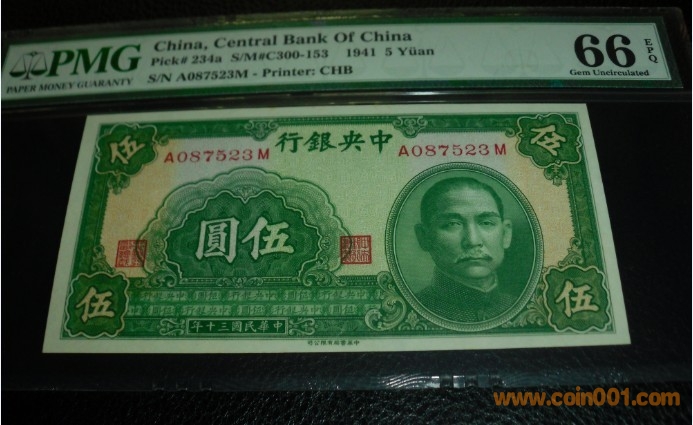 PMG
PAPER MONEY GUARANTY
China, Central Bank Of China
Pick# 234a S/M#C300-153 1941 5 Yüan
S/N A087523M - Printer: CHB
66 EPQ
Gem Uncirculated
伍
中央銀行
伍
A087523M
A087523M
伍圓
伍
伍
中華民國三十年
www.coin001.com